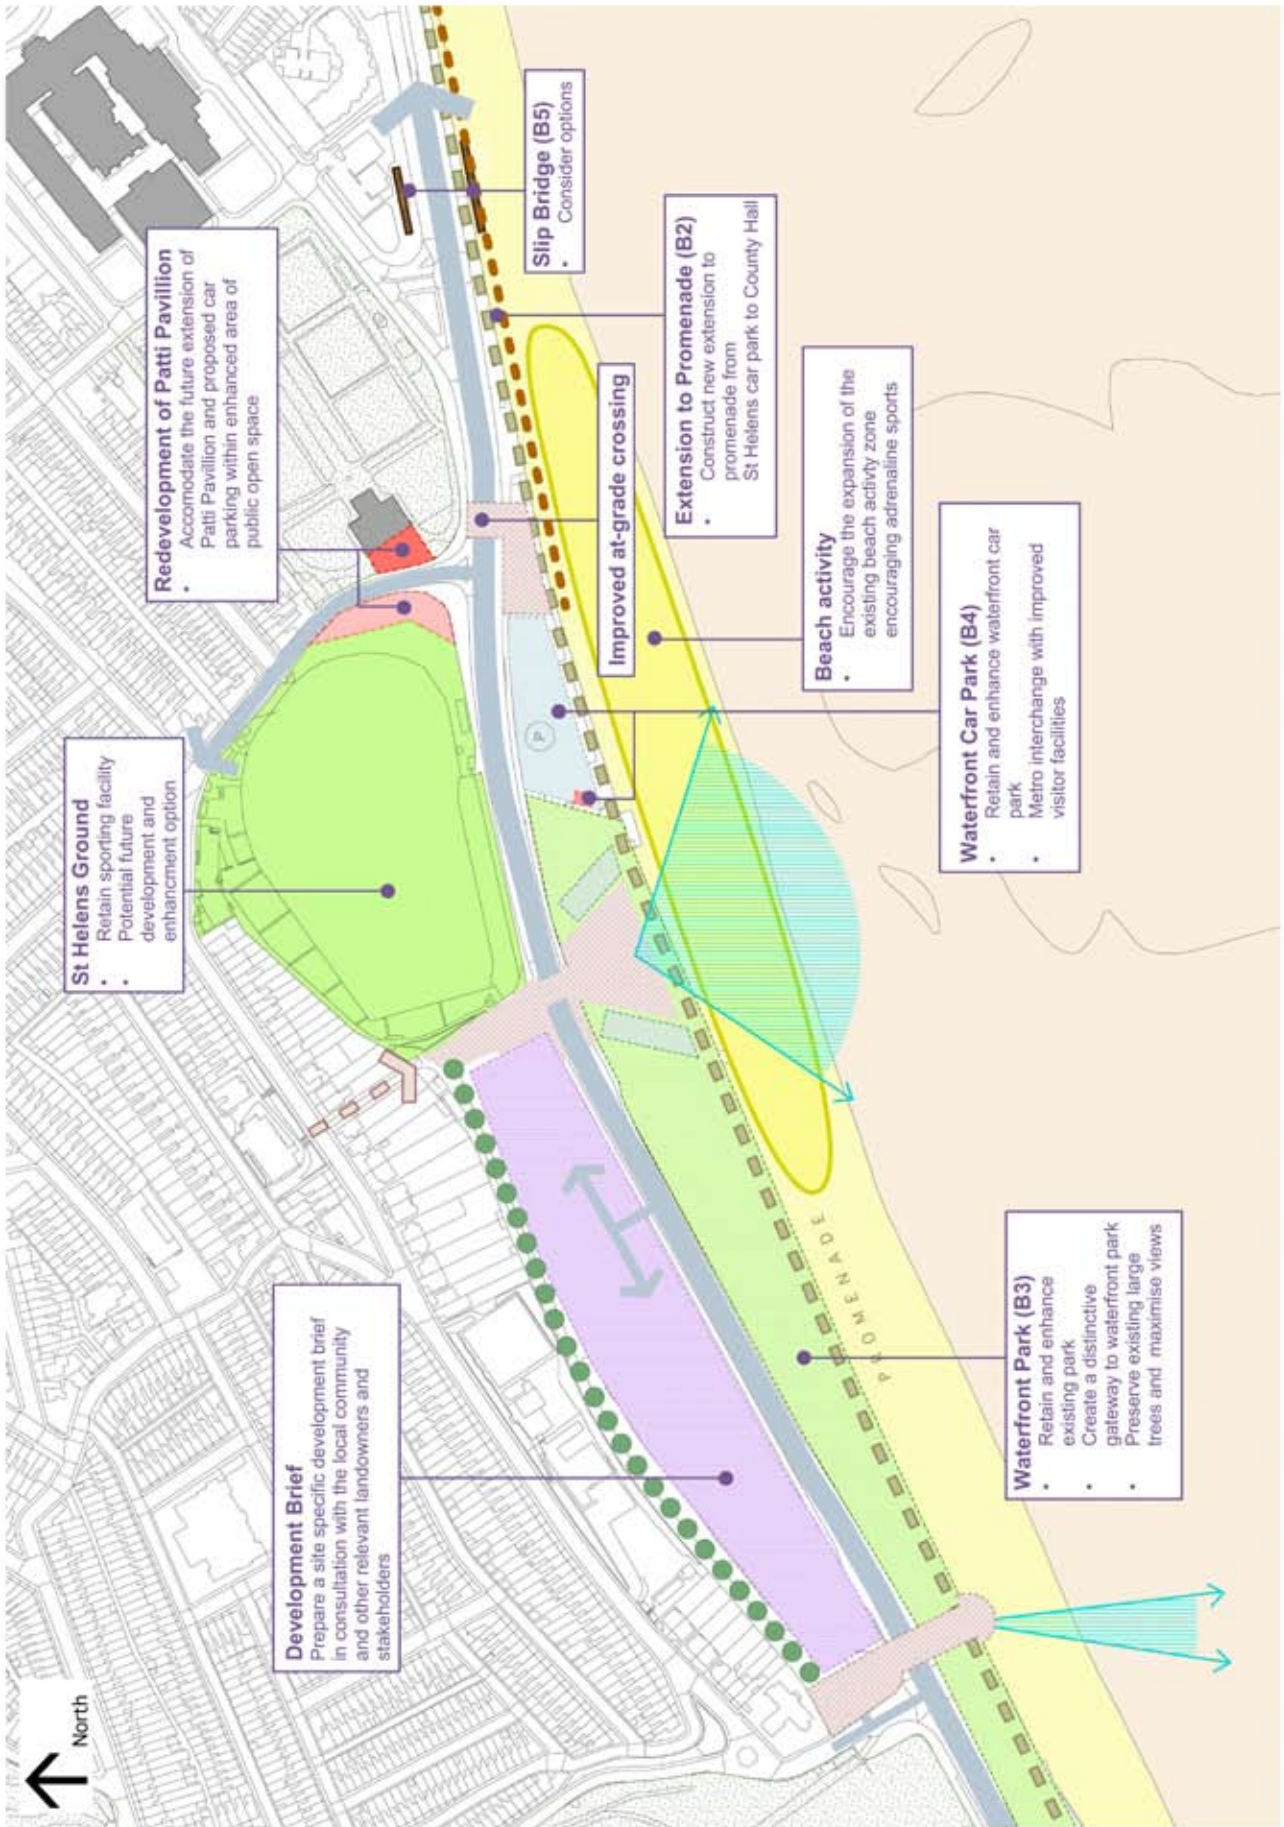 North
Development Brief
Prepare a site specific development brief
in consultation with the local community
and other relevant landowners and
stakeholders
St Helens Ground
• Retain sporting facility
• Potential future
development and
enhancment option
Redevelopment of Patti Pavillion
• Accomodate the future extension of
Patti Pavillion and proposed car
parking within enhanced area of
public open space
Slip Bridge (B5)
• Consider options
Extension to Promenade (B2)
• Construct new extension to
promenade from
St Helens car park to County Hall
Improved at-grade crossing
Beach activity
• Encourage the expansion of the
existing beach activty zone
encouraging adrenaline sports
P
Waterfront Car Park (B4)
• Retain and enhance waterfront car
park
• Metro interchange with improved
visitor facilities
PROMENADE
Waterfront Park (B3)
• Retain and enhance
existing park
• Create a distinctive
gateway to waterfront park
• Preserve existing large
trees and maximise views